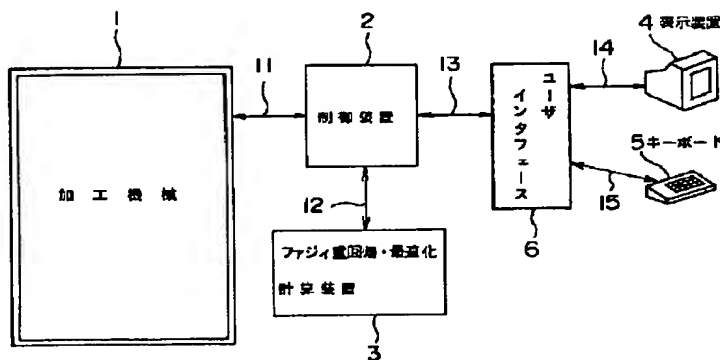 1
加工機械
11
2
制御装置
12
ファジィ重回帰・最適化
計算装置
3
13
ユーザ
インタフェース
6
14
4 表示装置
5 キーボード
15